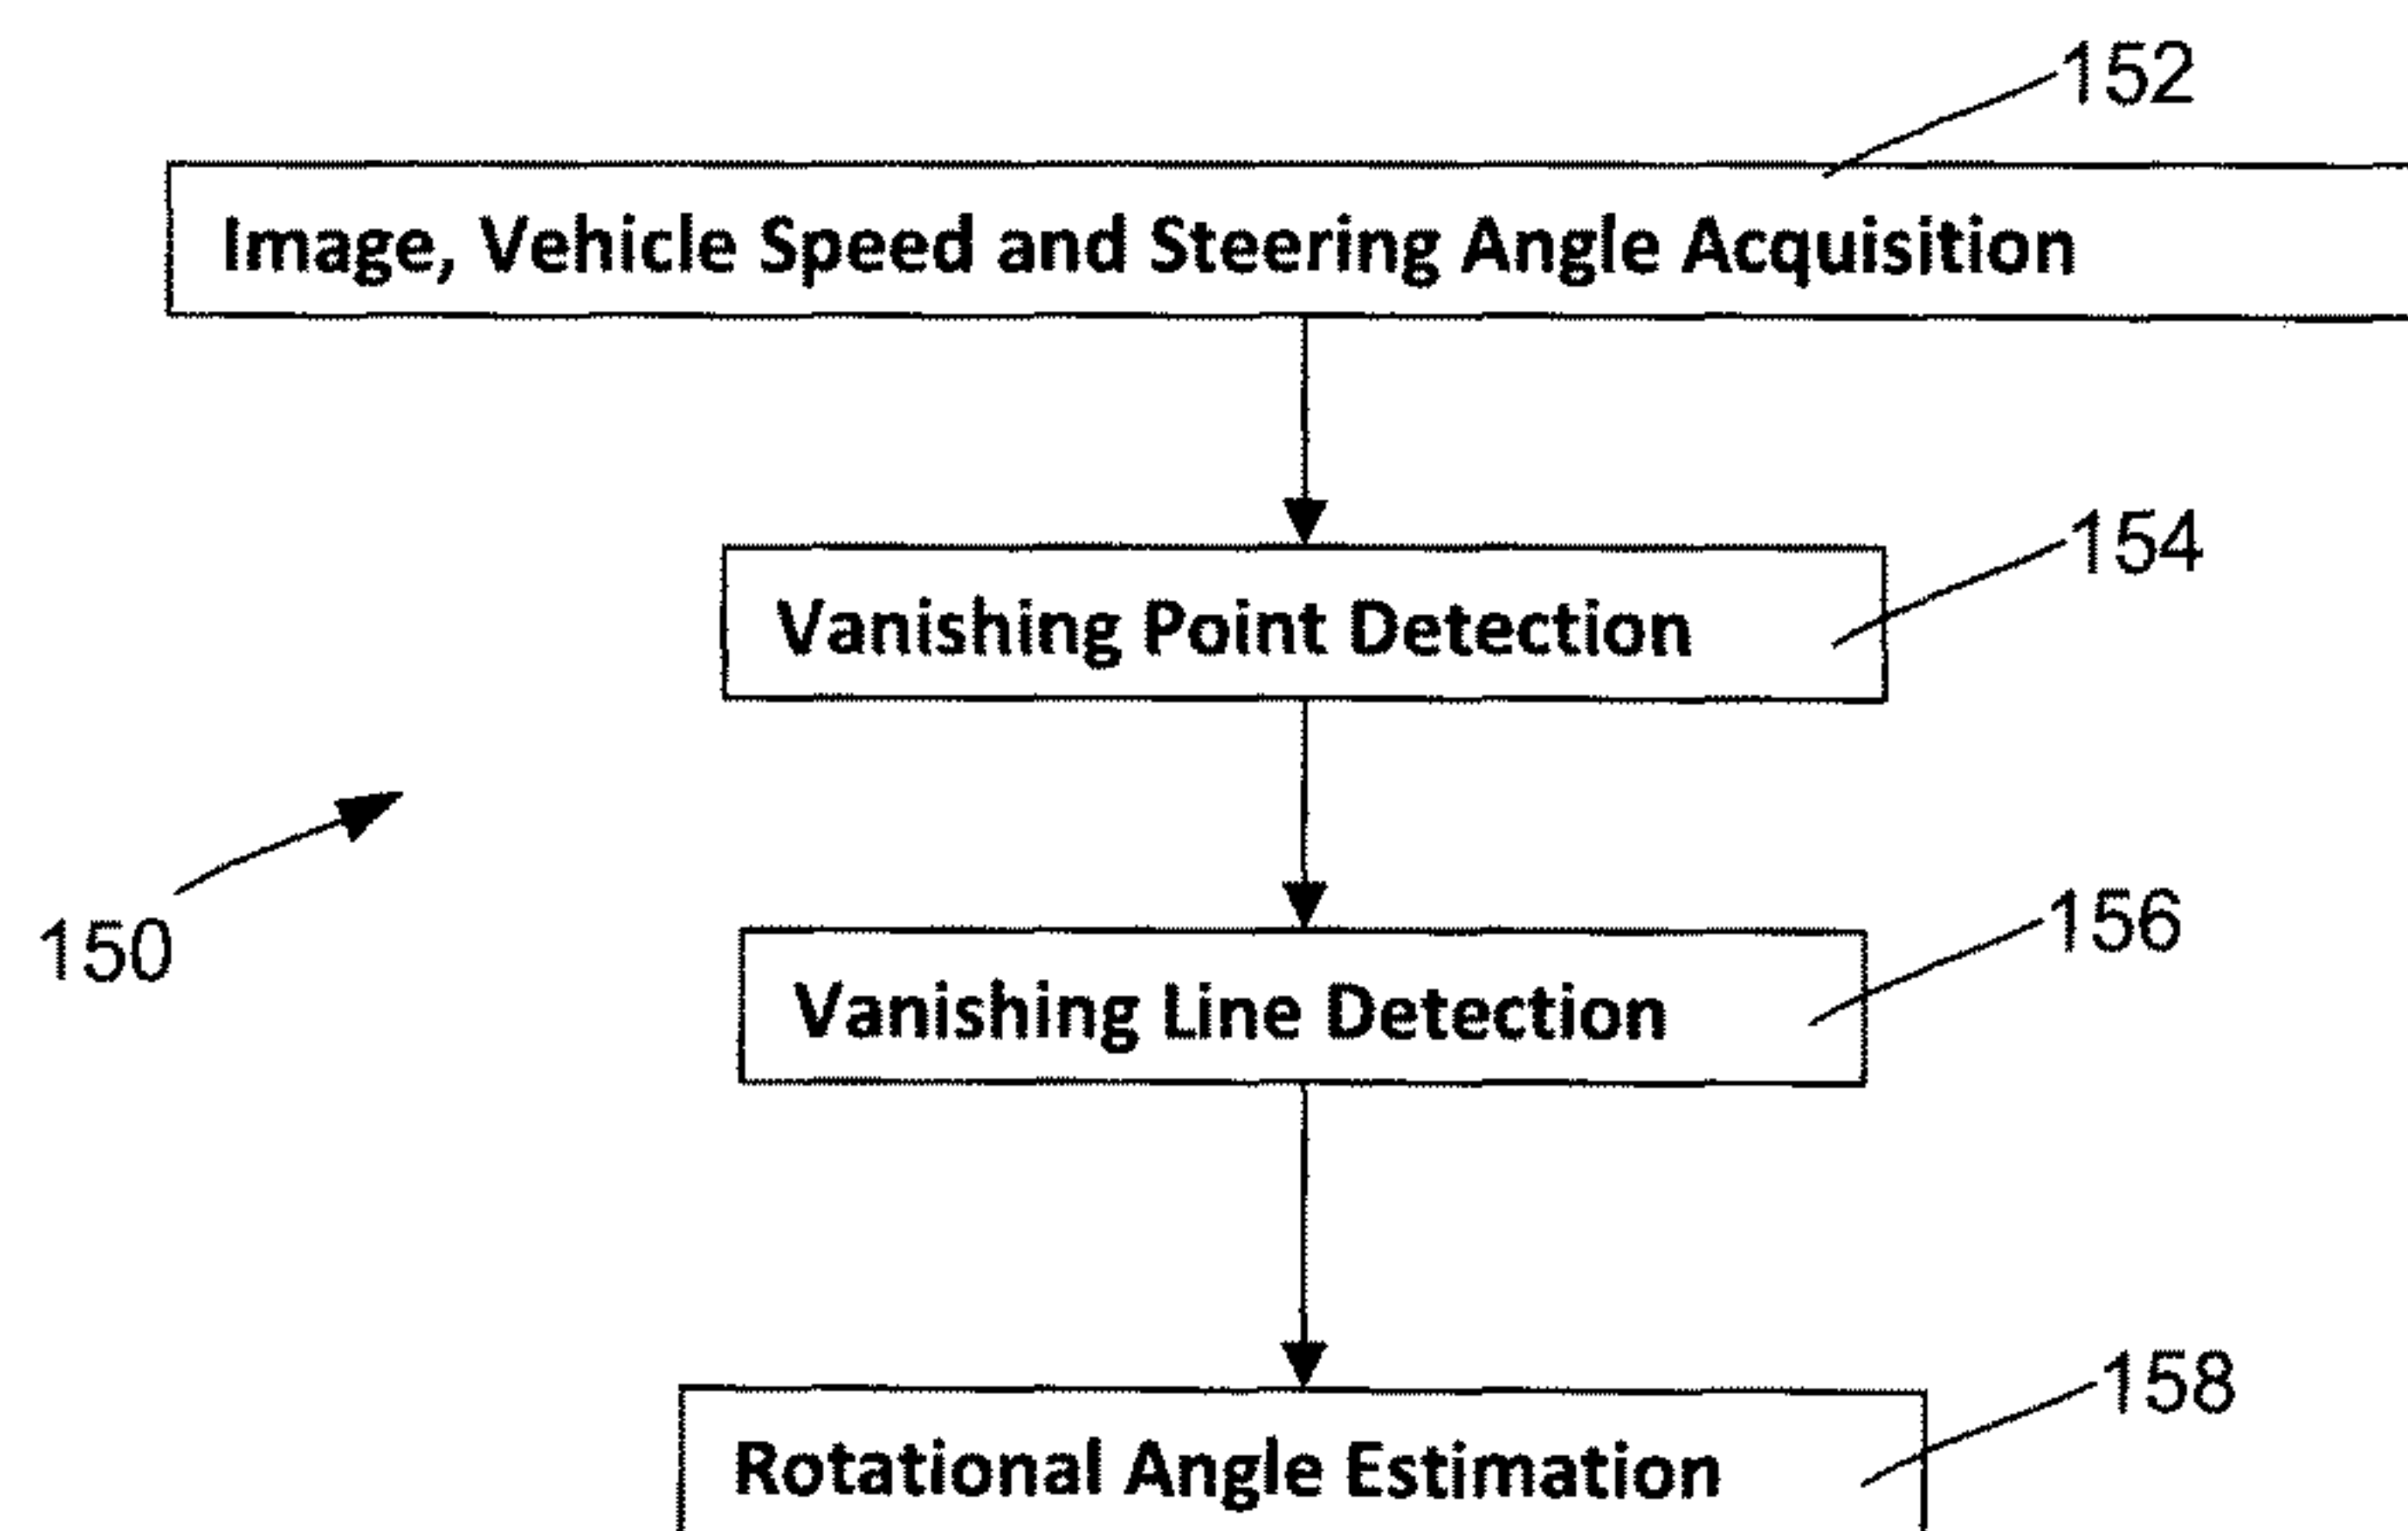 152
Image, Vehicle Speed and Steering Angle Acquisition
154
Vanishing Point Detection
150
156
Vanishing Line Detection
158
Rotational Angle Estimation